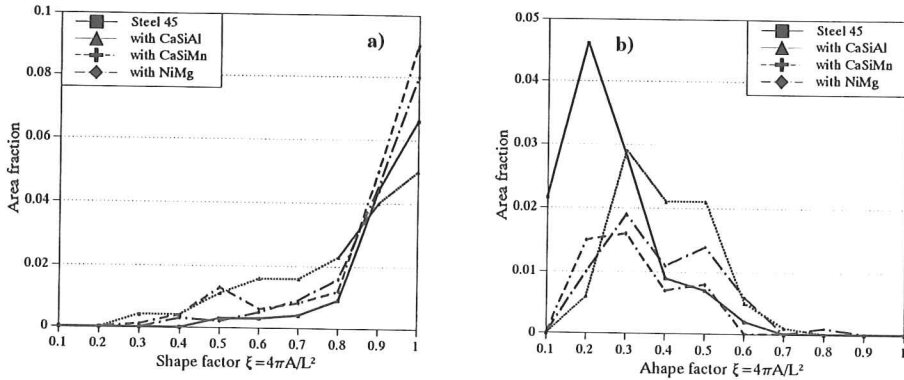 0.1
0.08
0.06
0.04
0.02
0
Area fraction
Steel 45
with CaSiAl
with CaSiMn
with NiMg
a)
0.1 0.2 0.3 0.4 0.5 0.6 0.7 0.8 0.9 1
Shape factor ξ=4πA/L²
0.05
0.04
0.03
0.02
0.01
0
Area fraction
b)
Steel 45
with CaSiAl
with CaSiMn
with NiMg
0.1 0.2 0.3 0.4 0.5 0.6 0.7 0.8 0.9 1
Ahape factor ξ=4πA/L²